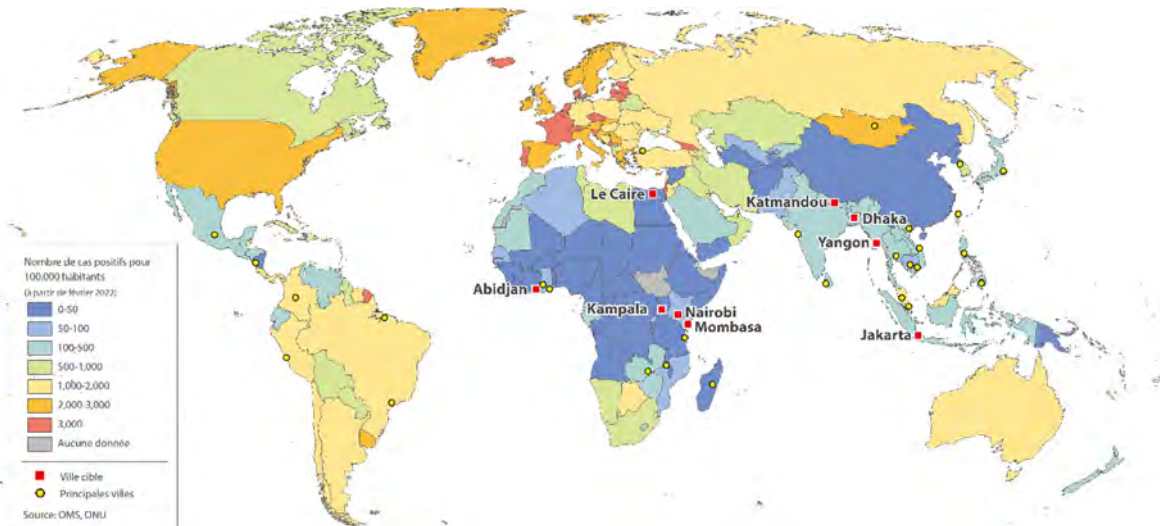 Le Caire
Katmandou
Dhaka
Yangon
Abidjan
Kampala
Nairobi
Mombasa
Jakarta
Nombre de cas positifs pour
100.000 habitants
(à partir de février 2022)
0-50
50-100
100-500
500-1,000
1,000-2,000
2,000-3,000
3,000
Aucune donnée
Ville cible
Principales villes
Source: OMS, ONU